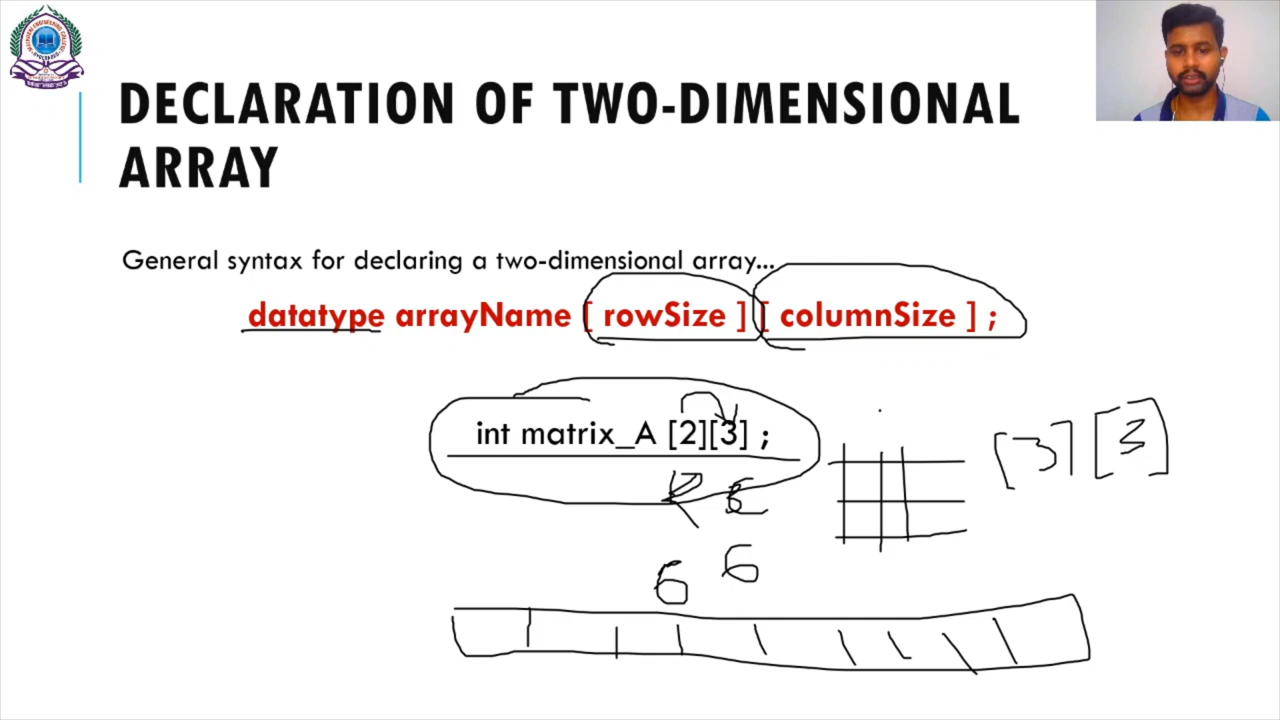 DECLARATION OF TWO-DIMENSIONAL
ARRAY
General syntax for declaring a two-dimensional array...
datatype arrayName [ rowSize ] [ columnSize ] ;
int matrix_A [2][3] ;
[3] [3]
R C
6 6